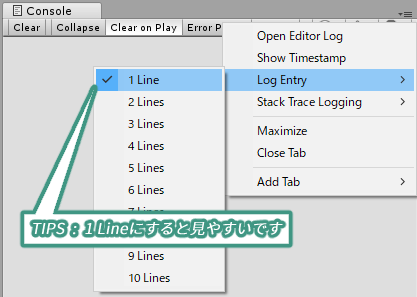 Console
Clear
Collapse
Clear on Play
Error P
Open Editor Log
Show Timestamp
Log Entry
Stack Trace Logging
Maximize
Close Tab
Add Tab
1 Line
2 Lines
3 Lines
4 Lines
5 Lines
6 Lines
TIPS：1 Lineにすると見やすいです
9 Lines
10 Lines